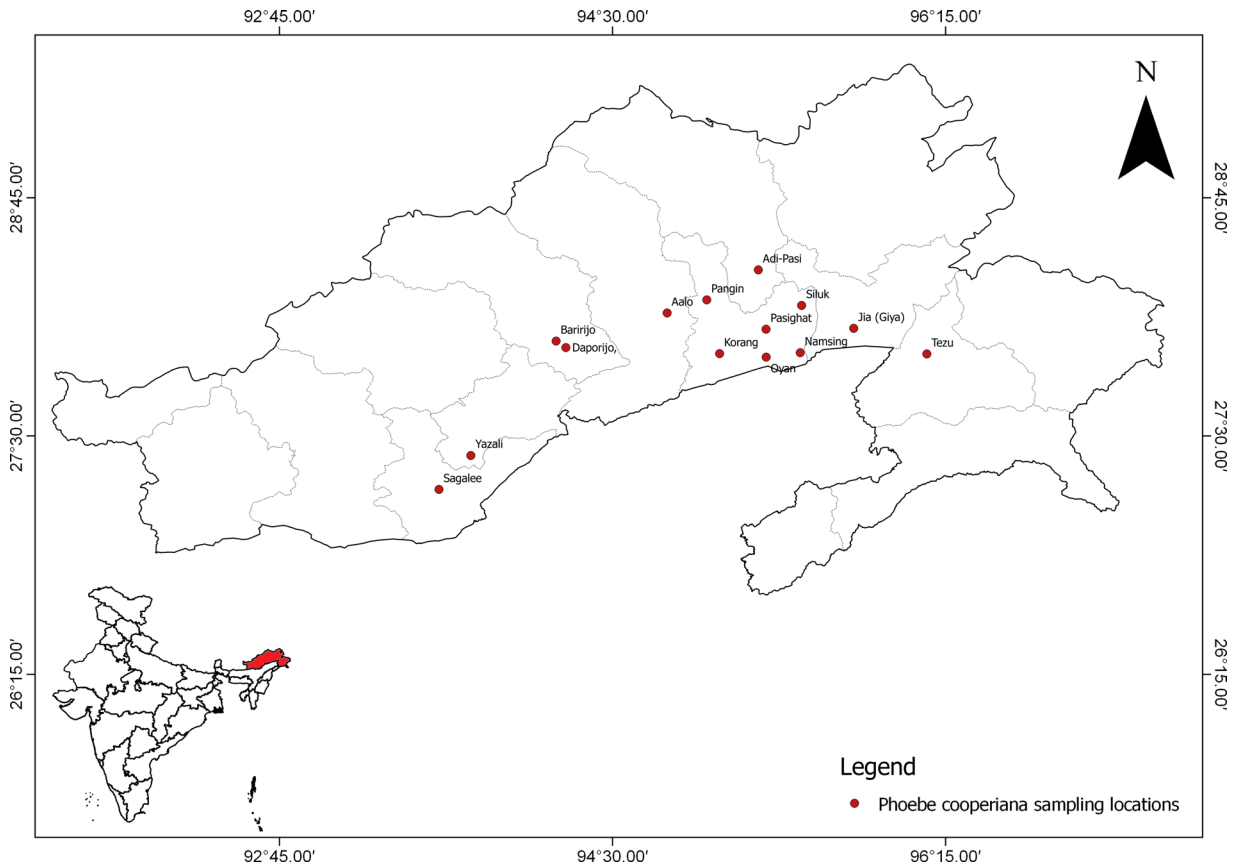 92°45.00′ 94°30.00′ 96°15.00′
N
28°45.00′ 28°45.00′
Adi-Pasi
Pangin
Siluk
Aalo
Jia (Giya)
Pasighat
Baririjo
Korang
Namsing
Tezu
Daporijo,
Oyan
27°30.00′ 27°30.00′
Yazali
Sagalee
26°15.00′ 26°15.00′
Legend
Phoebe cooperiana sampling locations
92°45.00′ 94°30.00′ 96°15.00′